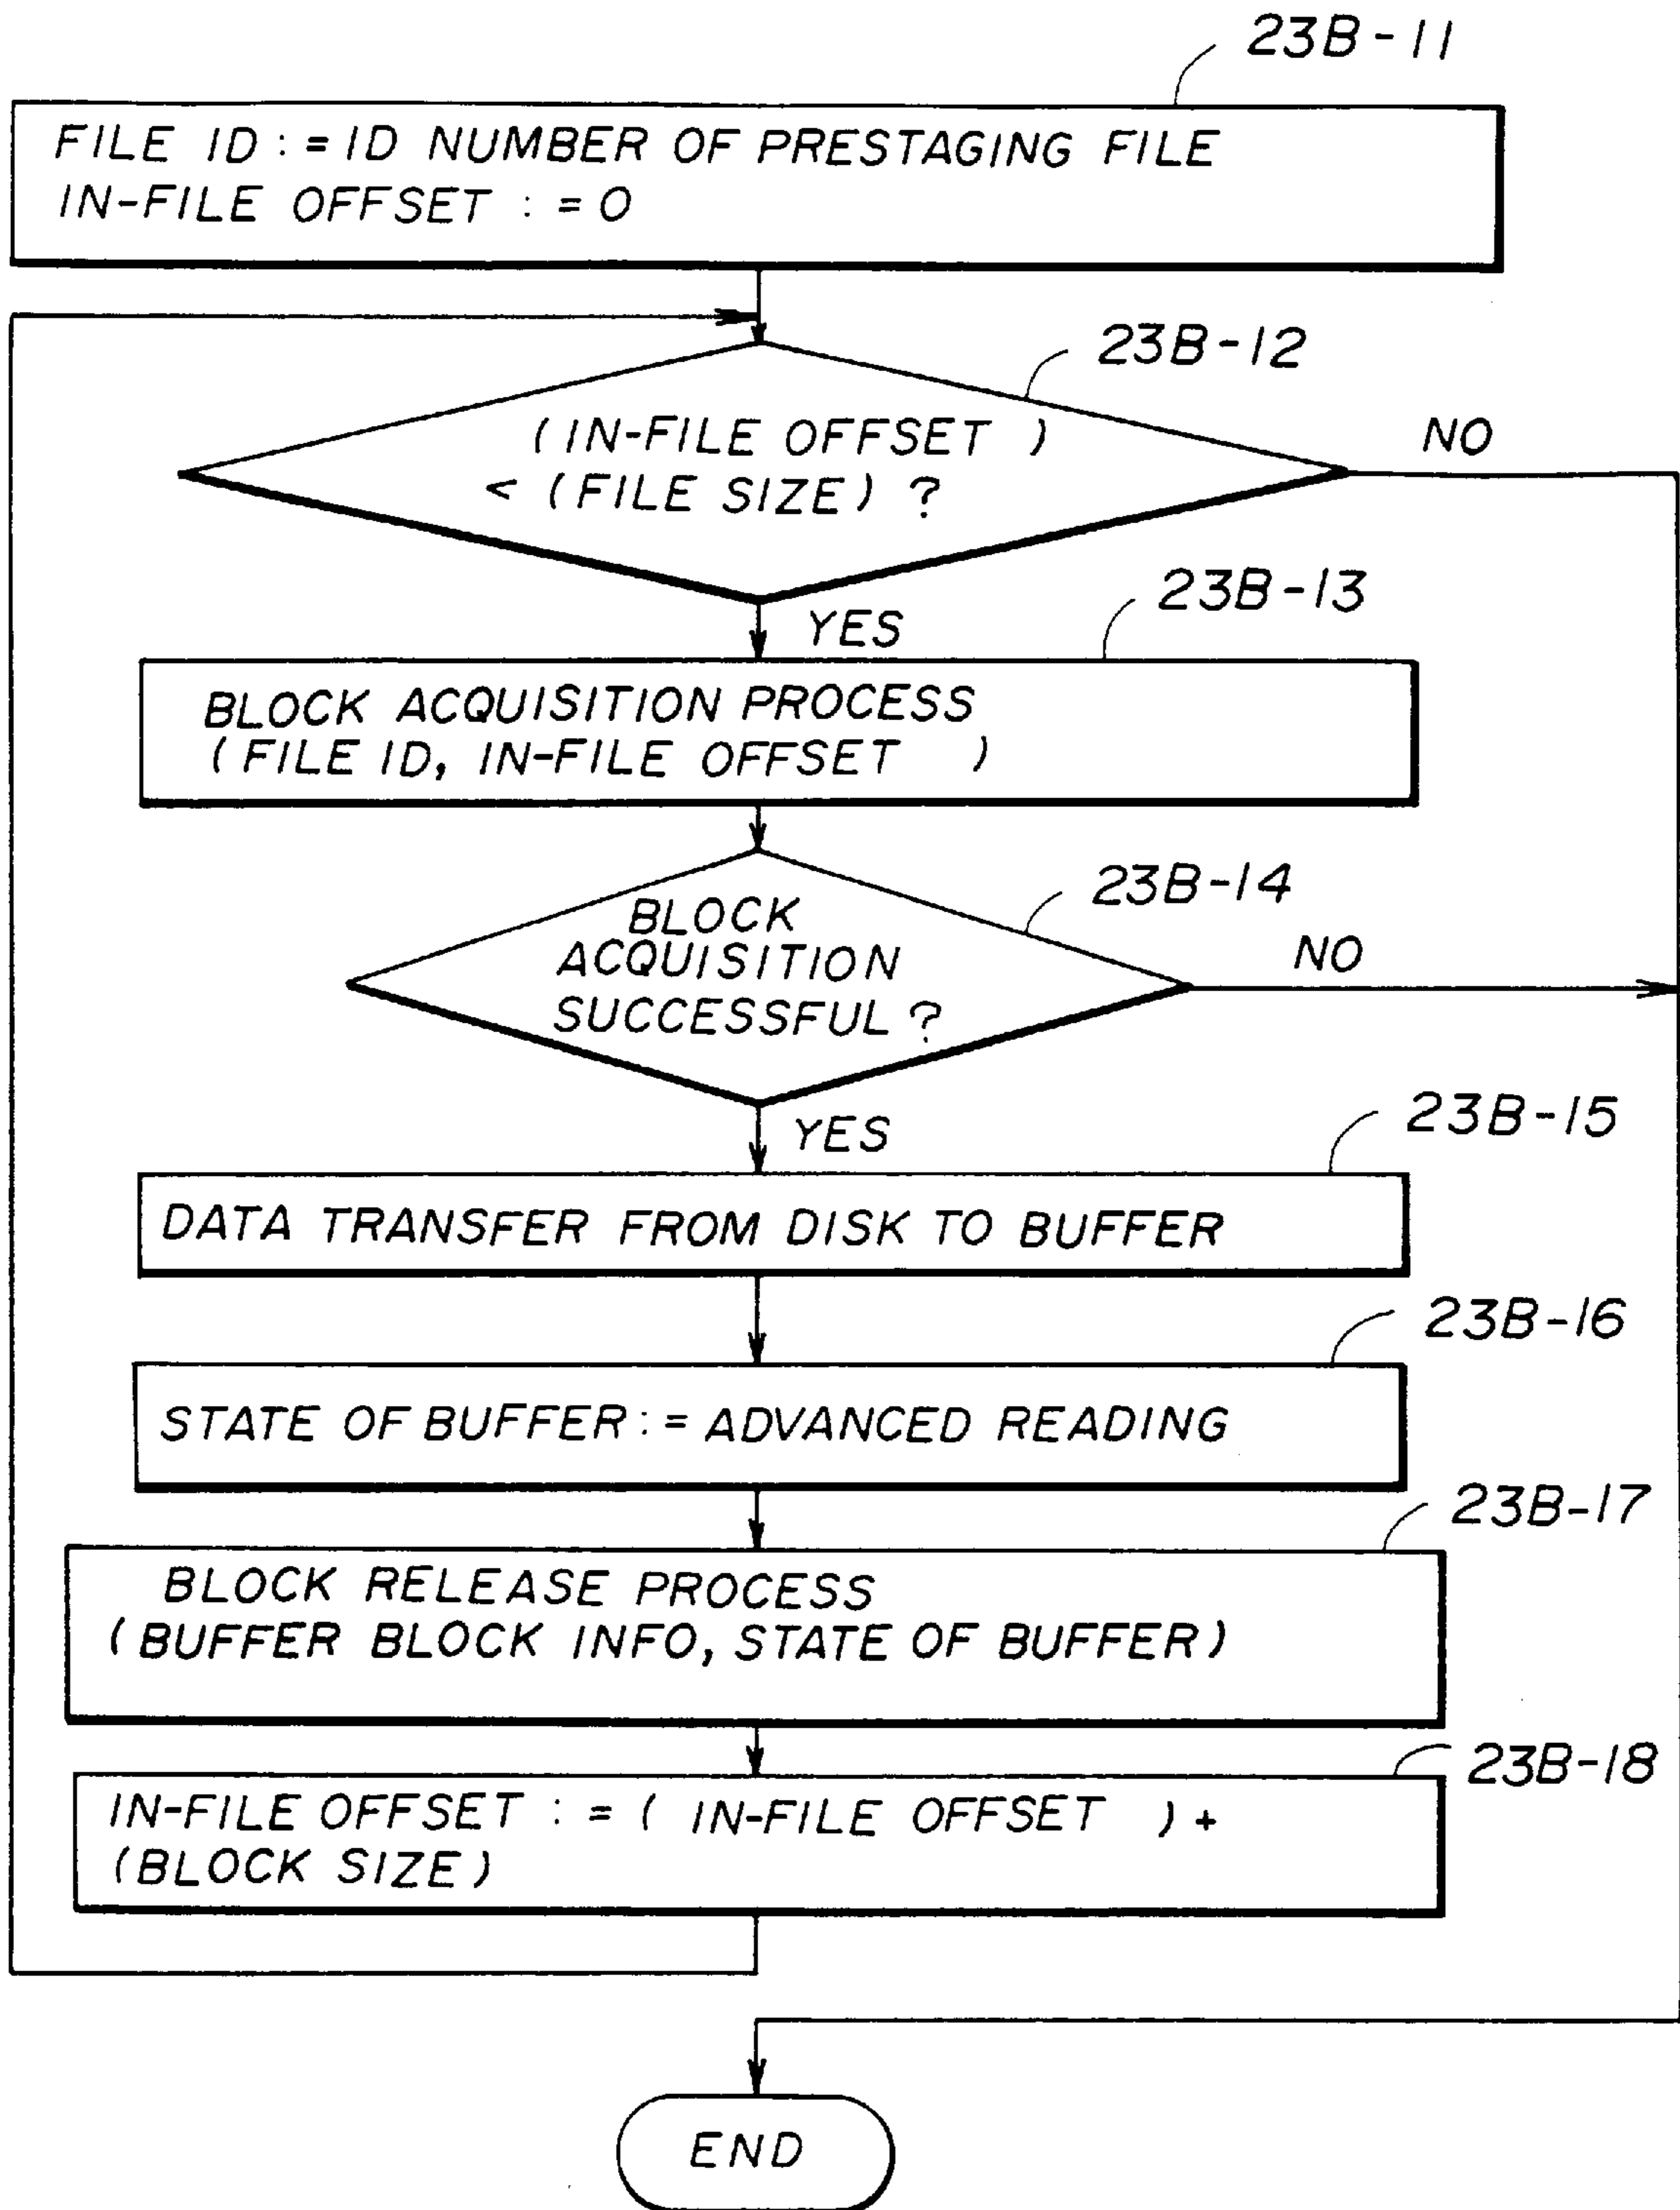 23B-11
FILE ID : = ID NUMBER OF PRESTAGING FILE
IN-FILE OFFSET : = 0
23B-12
(IN-FILE OFFSET )
< (FILE SIZE) ?
NO
23B-13
YES
BLOCK ACQUISITION PROCESS
(FILE ID, IN-FILE OFFSET )
23B-14
BLOCK
ACQUISITION
SUCCESSFUL ?
NO
YES
23B-15
DATA TRANSFER FROM DISK TO BUFFER
23B-16
STATE OF BUFFER : = ADVANCED READING
23B-17
BLOCK RELEASE PROCESS
(BUFFER BLOCK INFO, STATE OF BUFFER)
23B-18
IN-FILE OFFSET : = ( IN-FILE OFFSET ) +
(BLOCK SIZE)
END